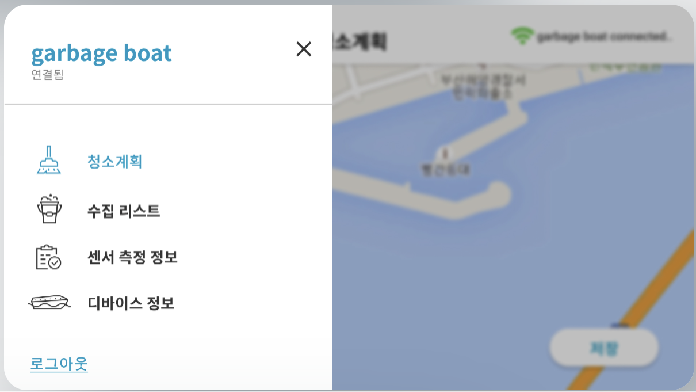 garbage boat
연결됨
청소계획
수집 리스트
센서 측정 정보
디바이스 정보
로그아웃
소계획
garbage boat connected..
부산해양경찰서
빨간등대
저장